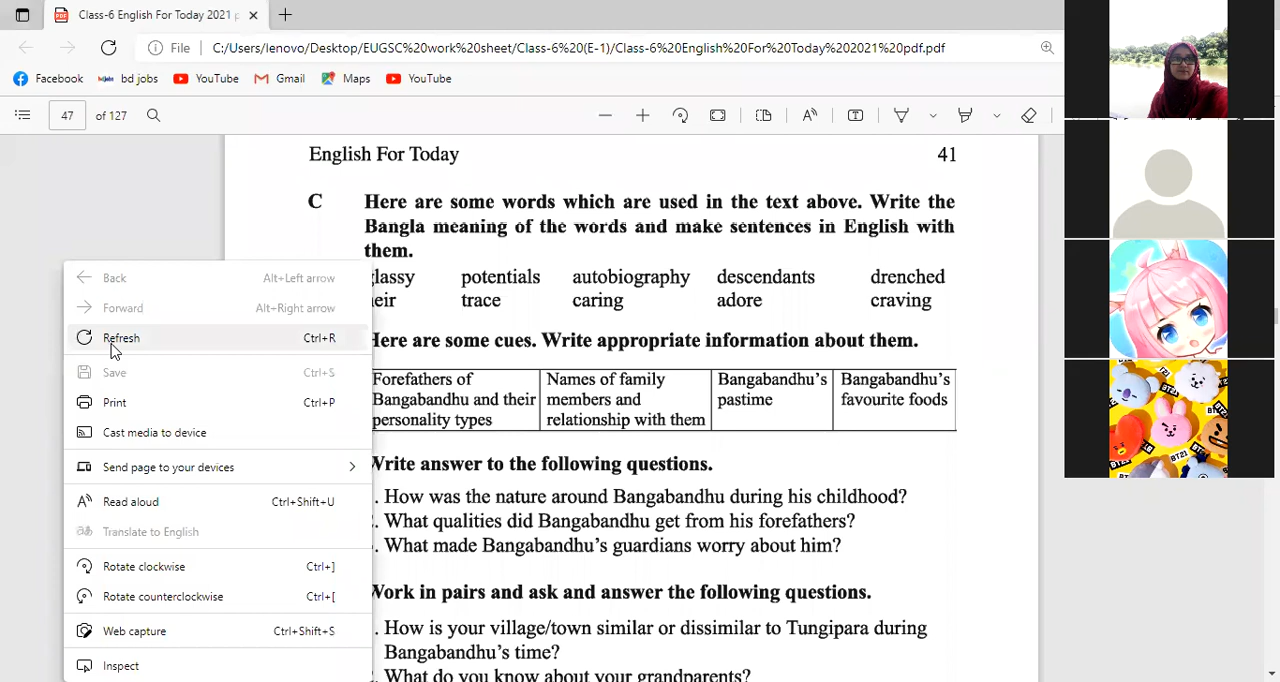 Class-6 English For Today 2021 p
File
C:/Users/lenovo/Desktop/EUGSC%20work%20sheet/Class-6%20(E-1)/Class-6%20English%20For%20Today%202021%20pdf.pdf
Facebook
bd jobs
YouTube
Gmail
Maps
YouTube
47 of 127
English For Today 41
C Here are some words which are used in the text above. Write the
Bangla meaning of the words and make sentences in English with
them.
glassy potentials autobiography descendants drenched
heir trace caring adore craving
Here are some cues. Write appropriate information about them.
Forefathers of
Bangabandhu and their
personality types
Names of family
members and
relationship with them
Bangabandhu's
pastime
Bangabandhu's
favourite foods
Write answer to the following questions.
. How was the nature around Bangabandhu during his childhood?
. What qualities did Bangabandhu get from his forefathers?
. What made Bangabandhu's guardians worry about him?
Work in pairs and ask and answer the following questions.
. How is your village/town similar or dissimilar to Tungipara during
Bangabandhu's time?
. What do you know about your grandparents?
Back Alt+Left arrow
Forward Alt+Right arrow
Refresh Ctrl+R
Save Ctrl+S
Print Ctrl+P
Cast media to device
Send page to your devices
Read aloud Ctrl+Shift+U
Translate to English
Rotate clockwise Ctrl+]
Rotate counterclockwise Ctrl+[
Web capture Ctrl+Shift+S
Inspect
BT21
BT21